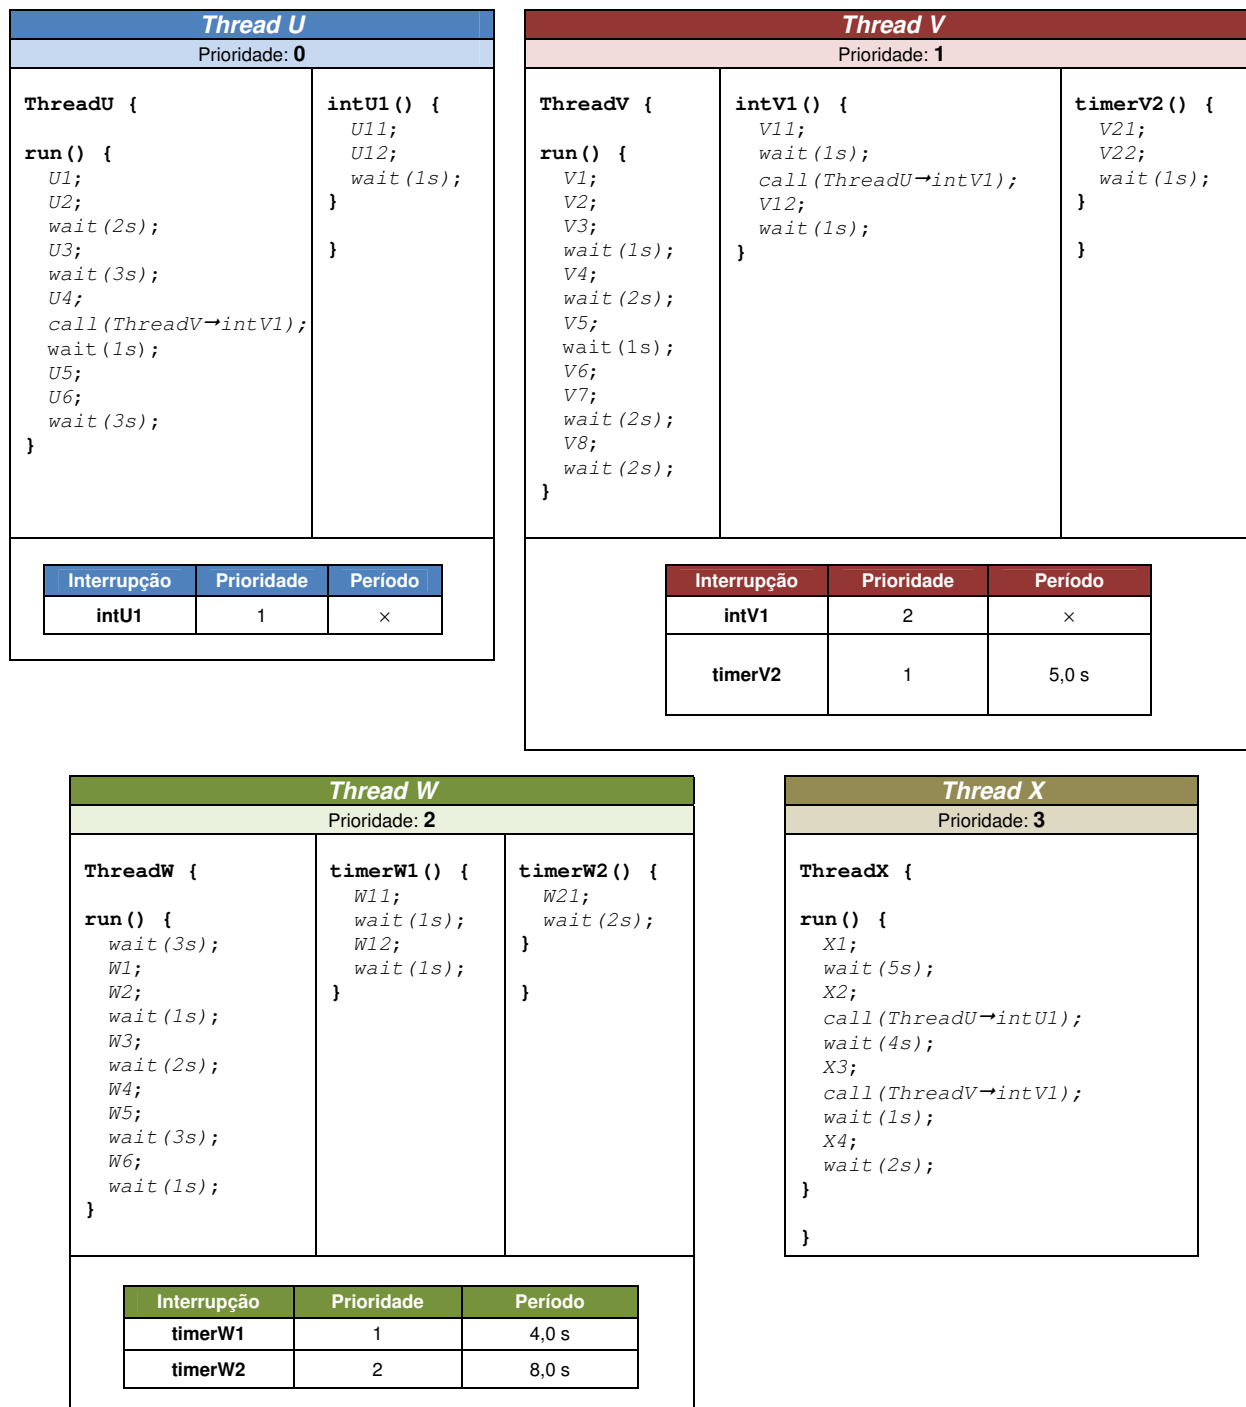 Thread U
Prioridade: 0
ThreadU {
run() {
U1;
U2;
wait(2s);
U3;
wait(3s);
U4;
call(ThreadV→intV1);
wait(1s);
U5;
U6;
wait(3s);
}
intU1() {
U11;
U12;
wait(1s);
}
}
Interrupção Prioridade Período
intU1 1 ×
Thread V
Prioridade: 1
ThreadV {
run() {
V1;
V2;
V3;
wait(1s);
V4;
wait(2s);
V5;
wait(1s);
V6;
V7;
wait(2s);
V8;
wait(2s);
}
intV1() {
V11;
wait(1s);
call(ThreadU→intV1);
V12;
wait(1s);
}
timerV2() {
V21;
V22;
wait(1s);
}
}
Interrupção Prioridade Período
intV1 2 ×
timerV2 1 5,0 s
Thread W
Prioridade: 2
ThreadW {
run() {
wait(3s);
W1;
W2;
wait(1s);
W3;
wait(2s);
W4;
W5;
wait(3s);
W6;
wait(1s);
}
timerW1() {
W11;
wait(1s);
W12;
wait(1s);
}
timerW2() {
W21;
wait(2s);
}
}
Interrupção Prioridade Período
timerW1 1 4,0 s
timerW2 2 8,0 s
Thread X
Prioridade: 3
ThreadX {
run() {
X1;
wait(5s);
X2;
call(ThreadU→intU1);
wait(4s);
X3;
call(ThreadV→intV1);
wait(1s);
X4;
wait(2s);
}
}